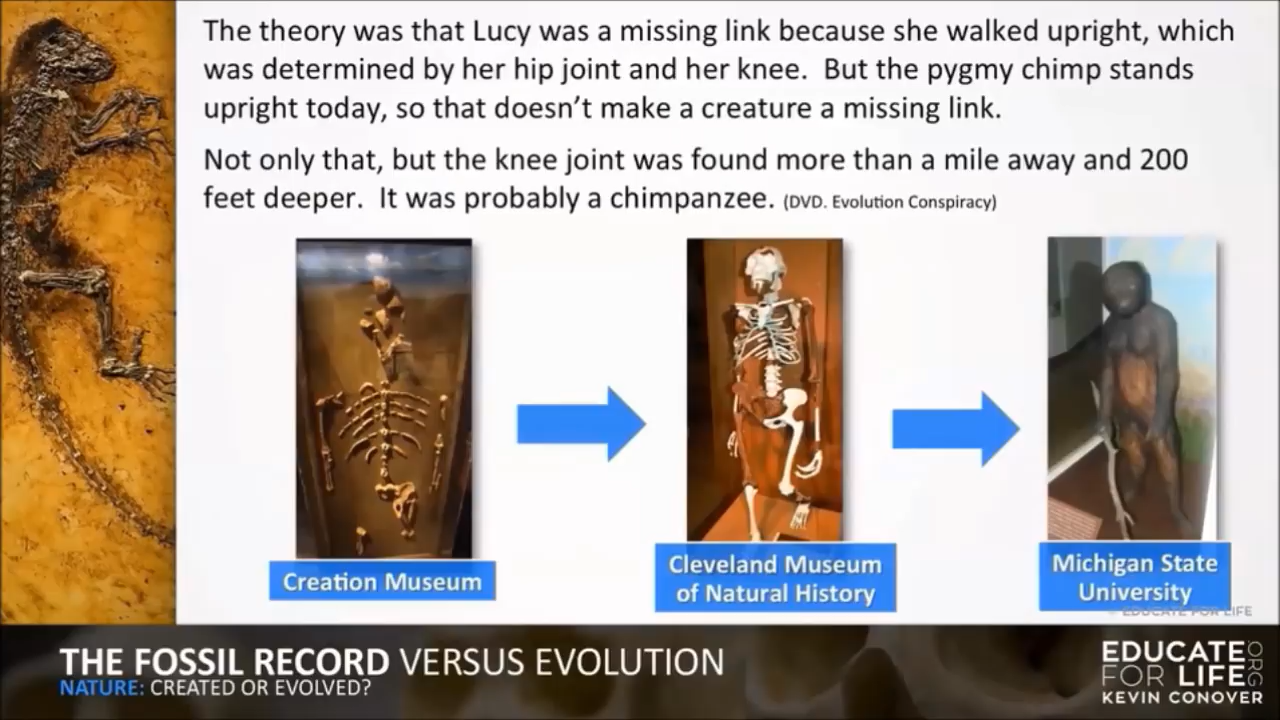 The theory was that Lucy was a missing link because she walked upright, which
was determined by her hip joint and her knee.  But the pygmy chimp stands
upright today, so that doesn’t make a creature a missing link.
Not only that, but the knee joint was found more than a mile away and 200
feet deeper.  It was probably a chimpanzee. (DVD. Evolution Conspiracy)
Creation Museum
Cleveland Museum
of Natural History
Michigan State
University
© EDUCATE FOR LIFE
THE FOSSIL RECORD VERSUS EVOLUTION
NATURE: CREATED OR EVOLVED?
EDUCATE
FOR LIFE
.ORG
KEVIN CONOVER